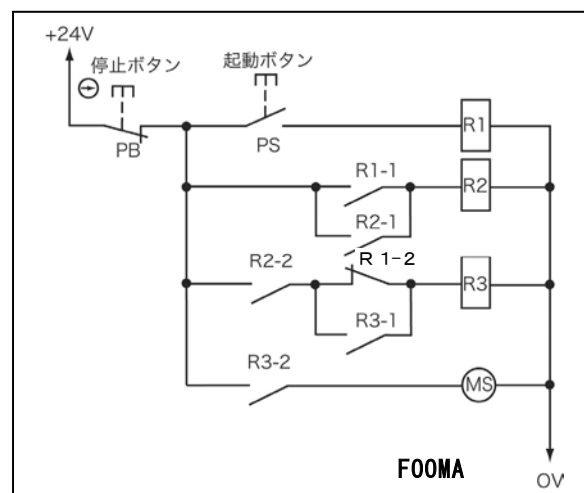 +24V
停止ボタン
起動ボタン
PB
PS
R1
R1-1
R2
R2-1
R 1-2
R2-2
R3
R3-1
R3-2
MS
FOOMA
OV